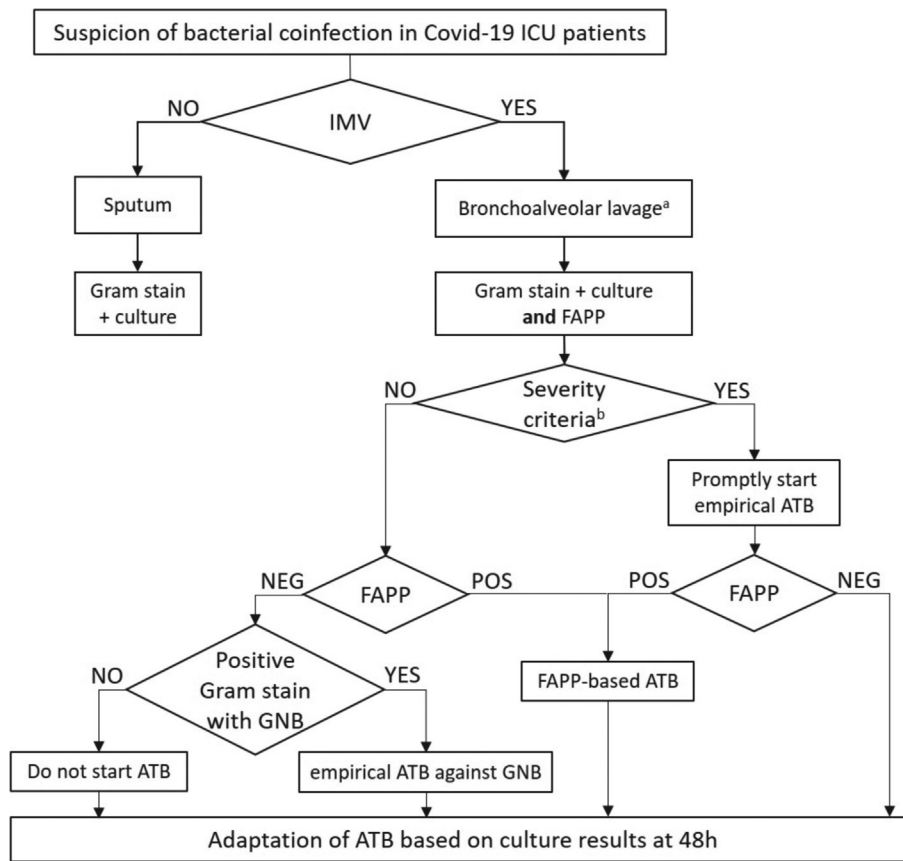 Suspicion of bacterial coinfection in Covid-19 ICU patients
NO
IMV
YES
Sputum
Bronchoalveolar lavageᵃ
Gram stain
+ culture
Gram stain + culture
and FAPP
NO
Severity
criteriaᵇ
YES
Promptly start
empirical ATB
NEG
FAPP
POS
POS
FAPP
NEG
NO
Positive
Gram stain
with GNB
YES
FAPP-based ATB
Do not start ATB
empirical ATB against GNB
Adaptation of ATB based on culture results at 48h